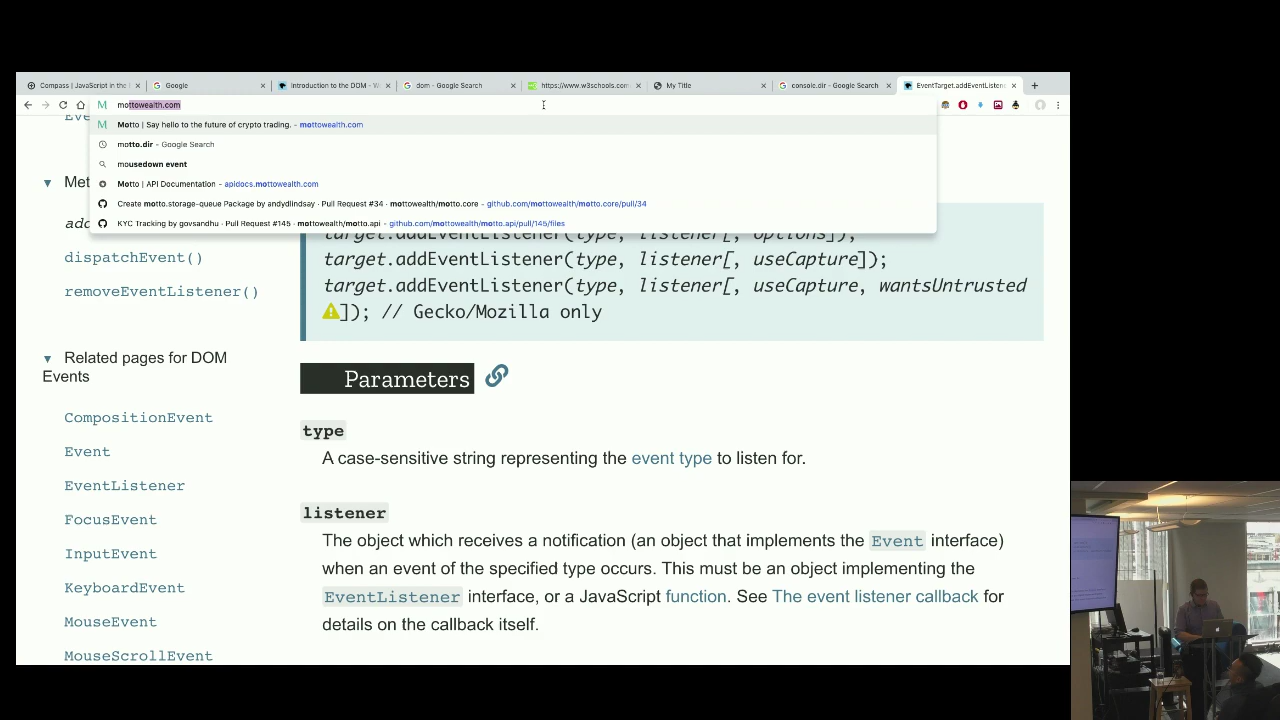 Compass | JavaScript in the
Google
Introduction to the DOM - W
dom - Google Search
https://www.w3schools.com
My Title
console.dir - Google Search
EventTarget.addEventListene
mottowealth.com
Motto | Say hello to the future of crypto trading. - mottowealth.com
motto.dir - Google Search
mousedown event
Motto | API Documentation - apidocs.mottowealth.com
Create motto.storage-queue Package by andydlindsay · Pull Request #34 · mottowealth/motto.core - github.com/mottowealth/motto.core/pull/34
KYC Tracking by govsandhu · Pull Request #145 · mottowealth/motto.api - github.com/mottowealth/motto.api/pull/145/files
Met
add
dispatchEvent()
removeEventListener()
Related pages for DOM
Events
CompositionEvent
Event
EventListener
FocusEvent
InputEvent
KeyboardEvent
MouseEvent
MouseScrollEvent
target.addEventListener(type, listener[, options]);
target.addEventListener(type, listener[, useCapture]);
target.addEventListener(type, listener[, useCapture, wantsUntrusted
]); // Gecko/Mozilla only
Parameters
type
A case-sensitive string representing the event type to listen for.
listener
The object which receives a notification (an object that implements the Event interface)
when an event of the specified type occurs. This must be an object implementing the
EventListener interface, or a JavaScript function. See The event listener callback for
details on the callback itself.